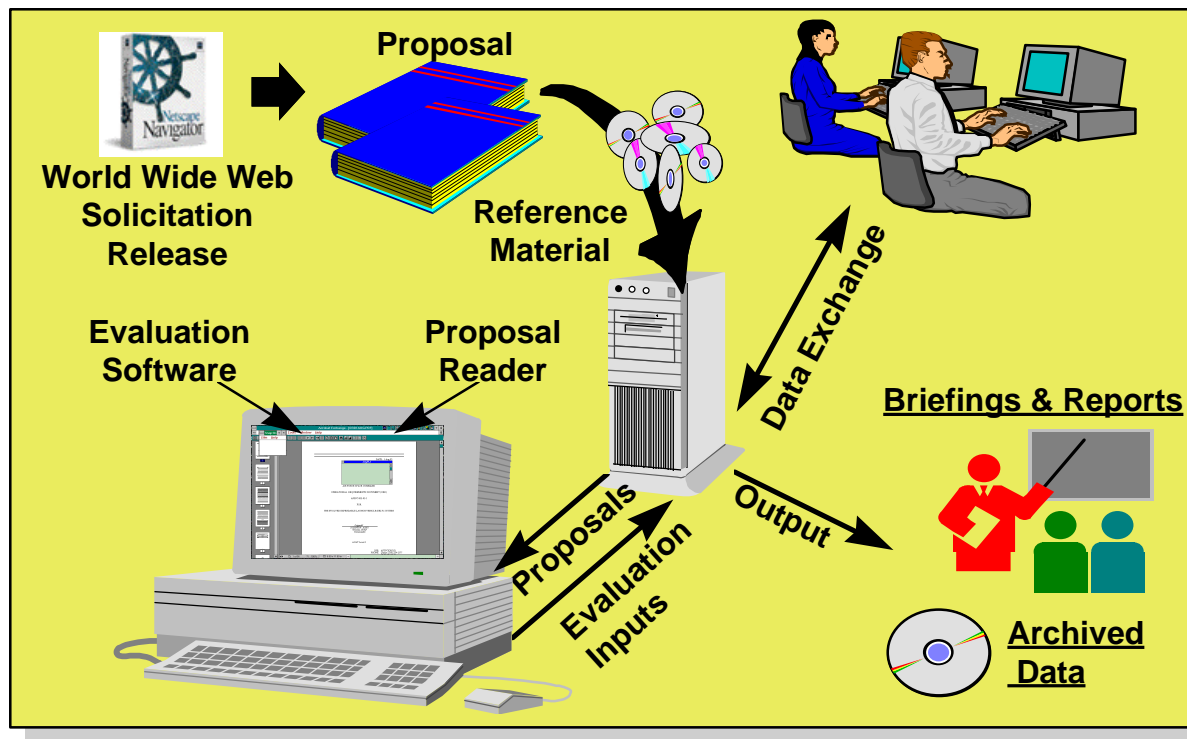 Netscape
Navigator
World Wide Web
Solicitation
Release
Proposal
Reference
Material
Evaluation
Software
Proposal
Reader
Data Exchange
Proposals
Evaluation
Inputs
Output
Briefings & Reports
Archived
Data